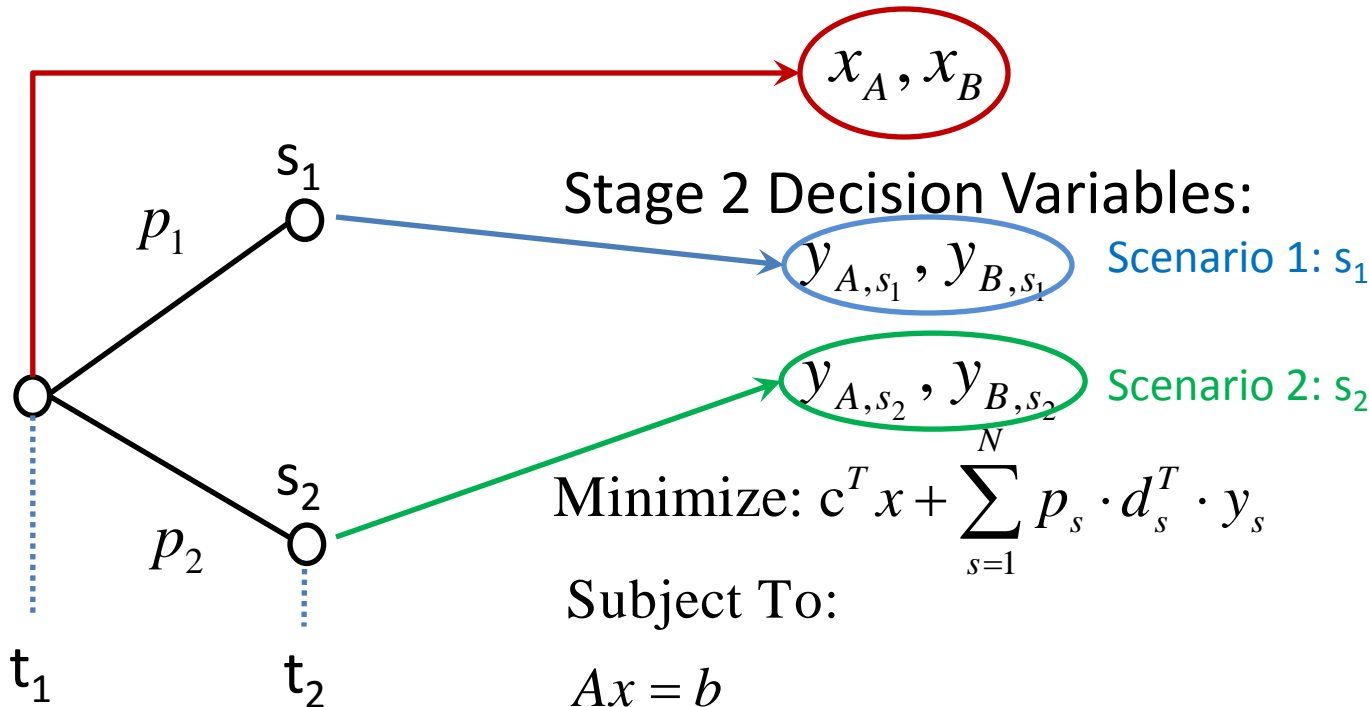 x_A, x_B
s_1
Stage 2 Decision Variables:
p_1
y_{A,s_1}, y_{B,s_1}
Scenario 1: s_1
y_{A,s_2}, y_{B,s_2}
Scenario 2: s_2
s_2
Minimize: c^T x + \sum_{s=1}^{N} p_s · d_s^T · y_s
p_2
Subject To:
t_1
t_2
Ax = b